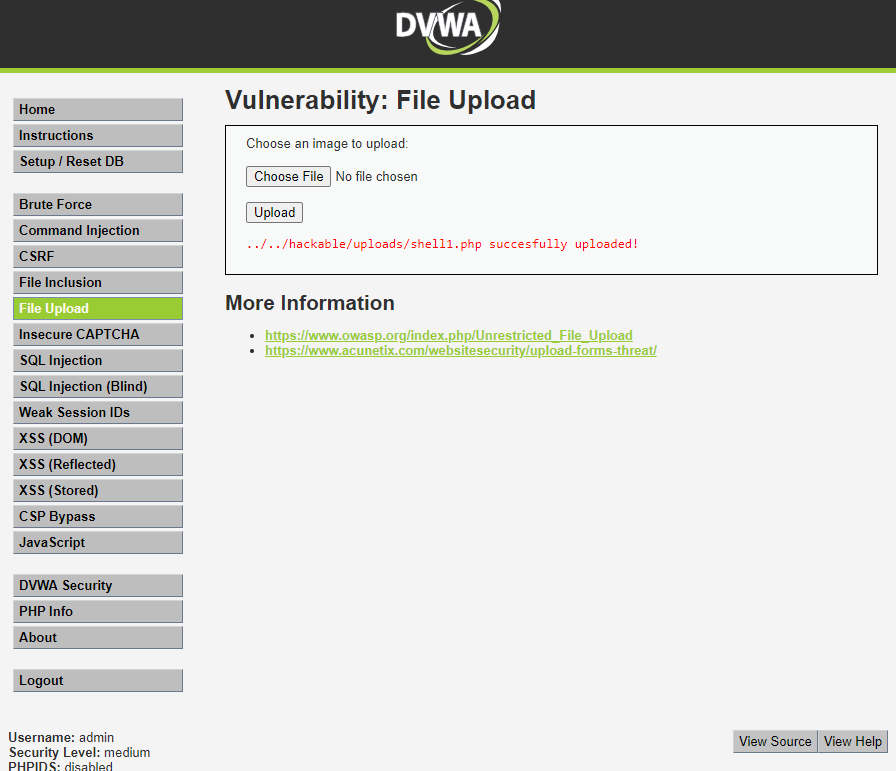 DVWA
Home
Instructions
Setup / Reset DB
Brute Force
Command Injection
CSRF
File Inclusion
File Upload
Insecure CAPTCHA
SQL Injection
SQL Injection (Blind)
Weak Session IDs
XSS (DOM)
XSS (Reflected)
XSS (Stored)
CSP Bypass
JavaScript
DVWA Security
PHP Info
About
Logout
Vulnerability: File Upload
Choose an image to upload:
Choose File No file chosen
Upload
../../hackable/uploads/shell1.php succesfully uploaded!
More Information
https://www.owasp.org/index.php/Unrestricted_File_Upload
https://www.acunetix.com/websitesecurity/upload-forms-threat/
Username: admin
Security Level: medium
PHPIDS: disabled
View Source View Help